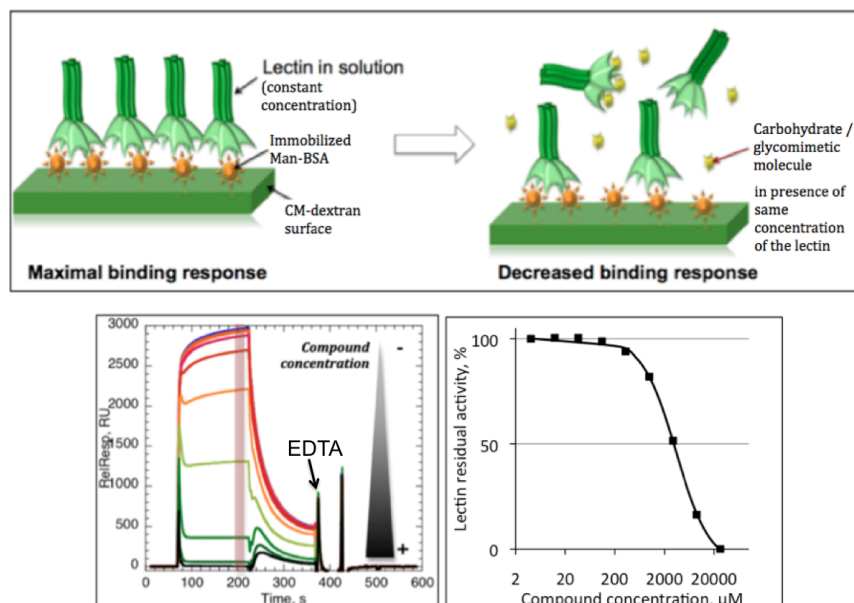 Lectin in solution
(constant
concentration)
Immobilized
Man-BSA
CM-dextran
surface
Maximal binding response
Carbohydrate /
glycomimetic
molecule
in presence of
same
concentration
of the lectin
Decreased binding response
RelResp, RU
3000
2500
2000
1500
1000
500
0
Compound
concentration
-
+
EDTA
0 100 200 300 400 500 600
Time, s
Lectin residual activity, %
100
50
0
2 20 200 2000 20000
Compound concentration, µM